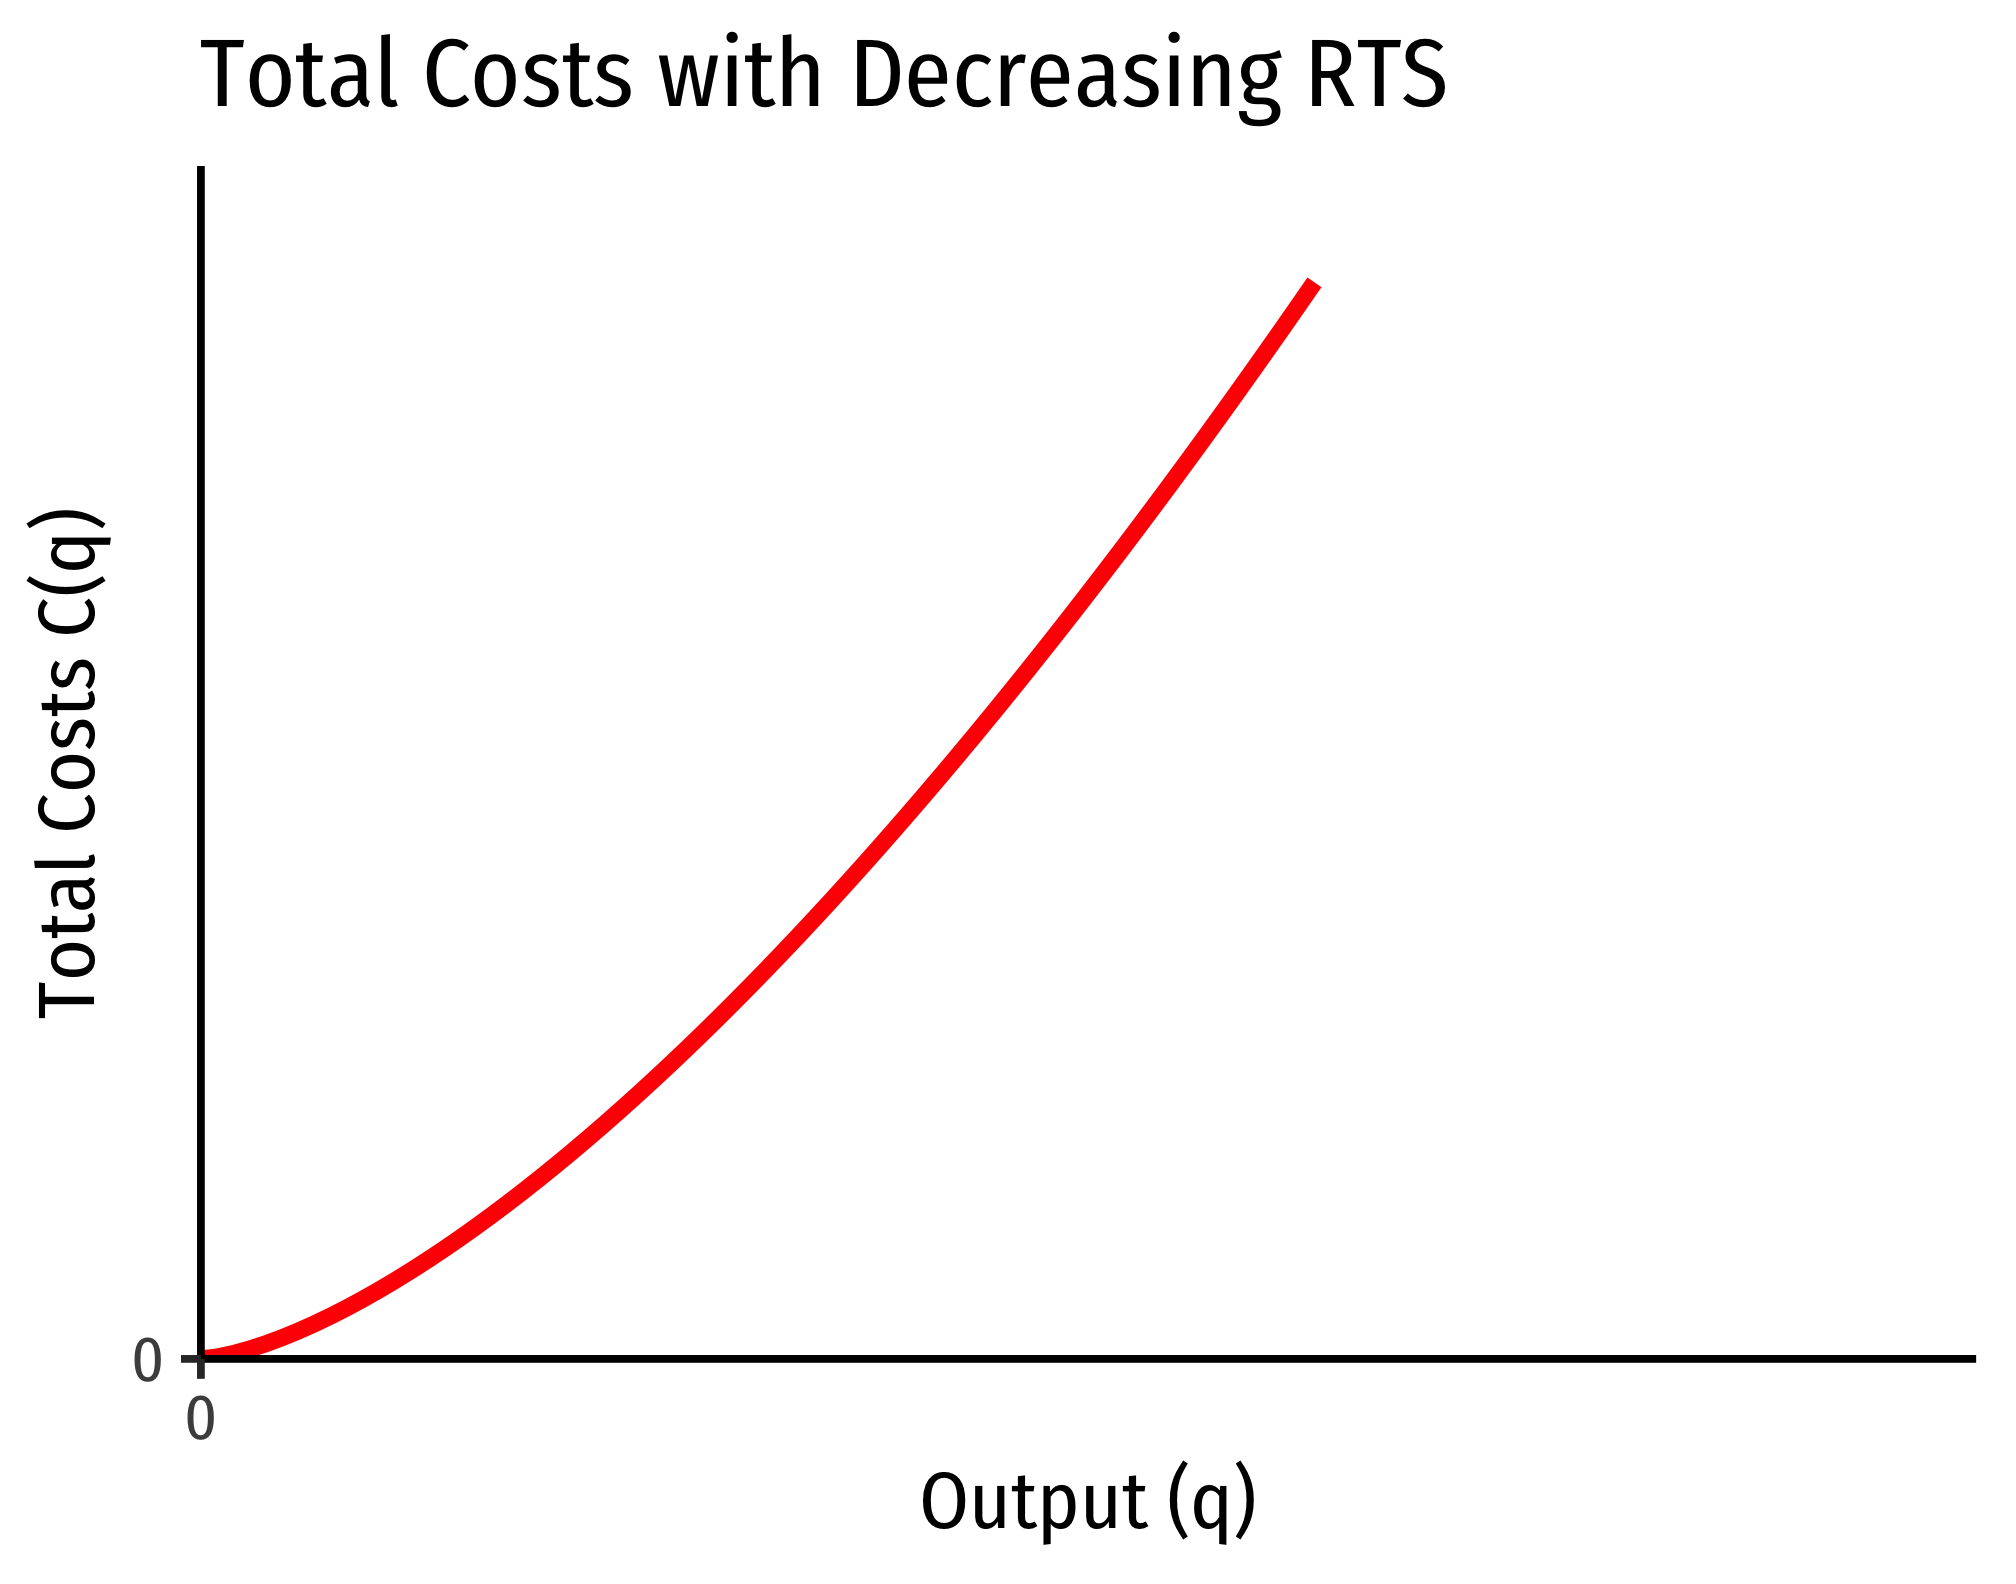 Total Costs with Decreasing RTS
Total Costs C(q)
0
0
Output (q)